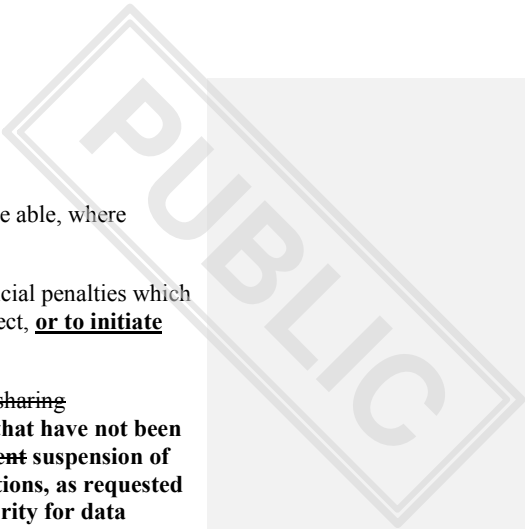 e able, where
cial penalties which
ect, or to initiate
sharing
that have not been
ent suspension of
tions, as requested
rity for data
PUBLIC